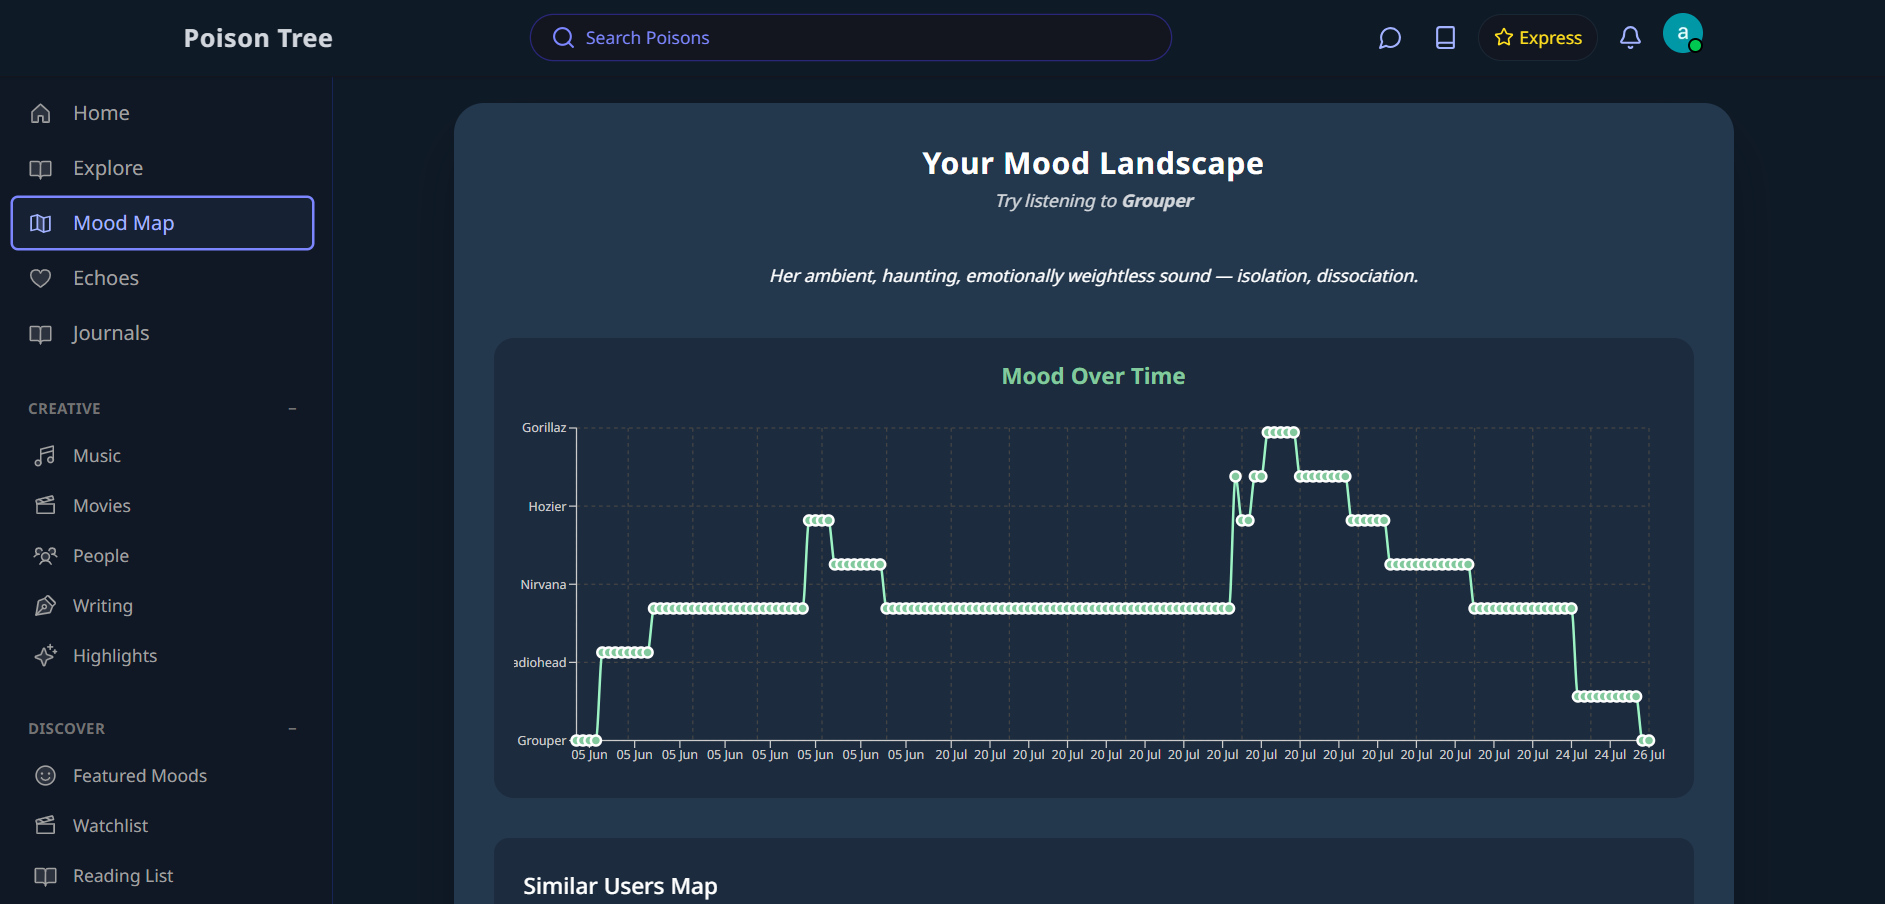 Poison Tree
Search Poisons
Express
a
Home
Explore
Mood Map
Echoes
Journals
CREATIVE
Music
Movies
People
Writing
Highlights
DISCOVER
Featured Moods
Watchlist
Reading List
Your Mood Landscape
Try listening to Grouper
Her ambient, haunting, emotionally weightless sound — isolation, dissociation.
Mood Over Time
Gorillaz
Hozier
Nirvana
adiohead
Grouper
05 Jun 05 Jun 05 Jun 05 Jun 05 Jun 05 Jun 05 Jun 05 Jun 20 Jul 20 Jul 20 Jul 20 Jul 20 Jul 20 Jul 20 Jul 20 Jul 20 Jul 20 Jul 20 Jul 20 Jul 20 Jul 20 Jul 20 Jul 20 Jul 24 Jul 24 Jul 26 Jul
Similar Users Map